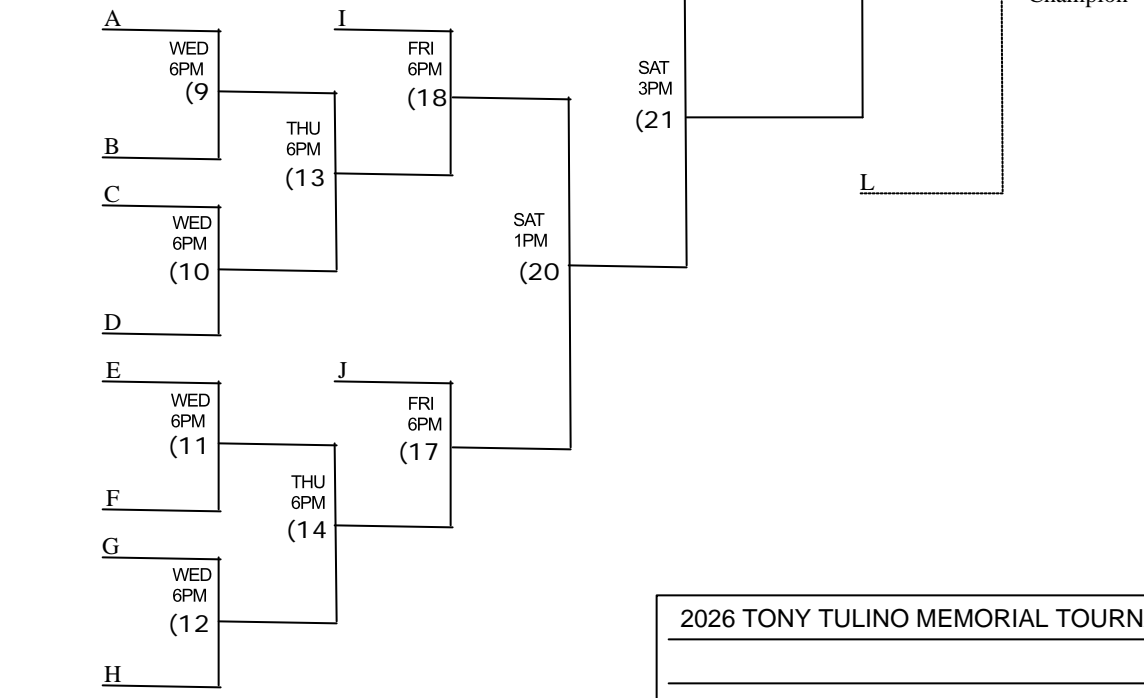 Champion
A
I
WED
6PM
(9
FRI
6PM
(18
SAT
3PM
(21
THU
6PM
(13
B
C
L
WED
6PM
(10
SAT
1PM
(20
D
E
J
WED
6PM
(11
FRI
6PM
(17
F
THU
6PM
(14
G
WED
6PM
(12
H
2026 TONY TULINO MEMORIAL TOURN